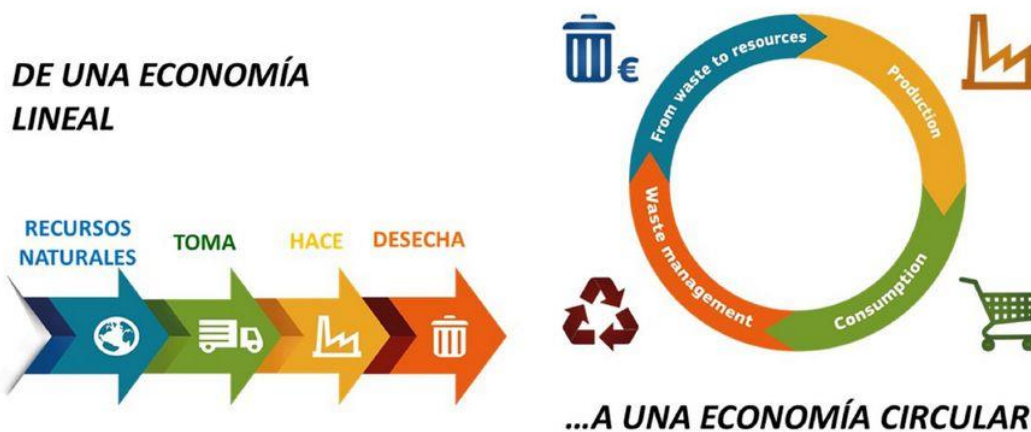 DE UNA ECONOMÍA
LINEAL
RECURSOS
NATURALES
TOMA
HACE
DESECHA
€
From waste to resources
Production
Consumption
Waste management
...A UNA ECONOMÍA CIRCULAR